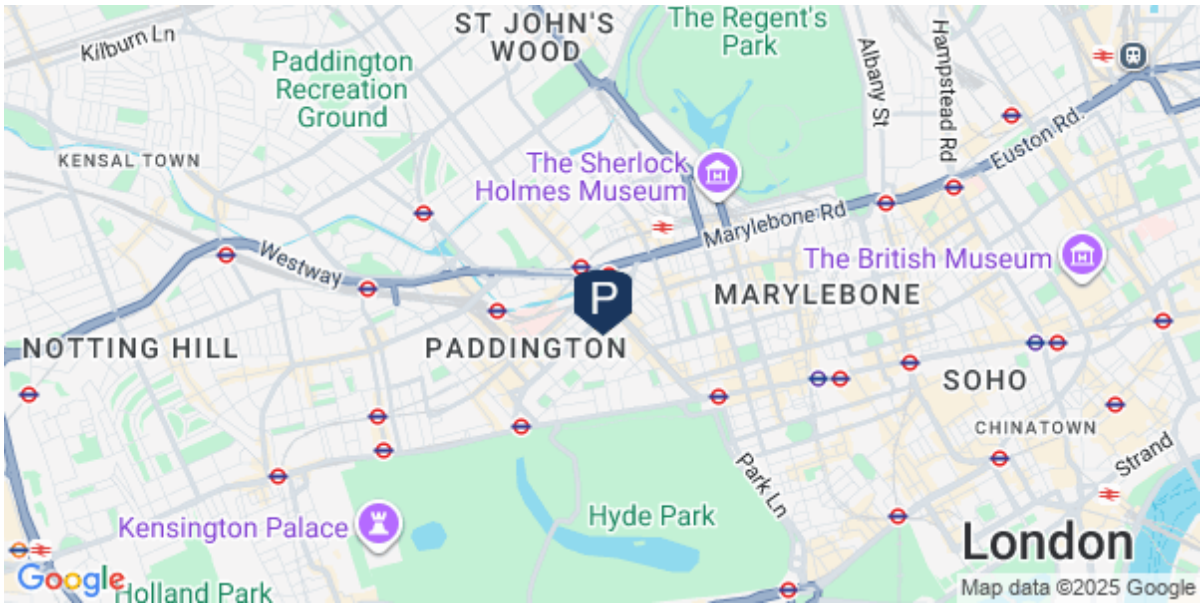 Kilburn Ln
ST JOHN'S
WOOD
The Regent's
Park
Albany St
Hampstead Rd
Paddington
Recreation
Ground
Euston Rd.
KENSAL TOWN
The Sherlock
Holmes Museum
Marylebone Rd
Westway
The British Museum
P
MARYLEBONE
NOTTING HILL
PADDINGTON
SOHO
CHINATOWN
Strand
Park Ln
Hyde Park
Kensington Palace
London
Google
Holland Park
Map data ©2025 Google